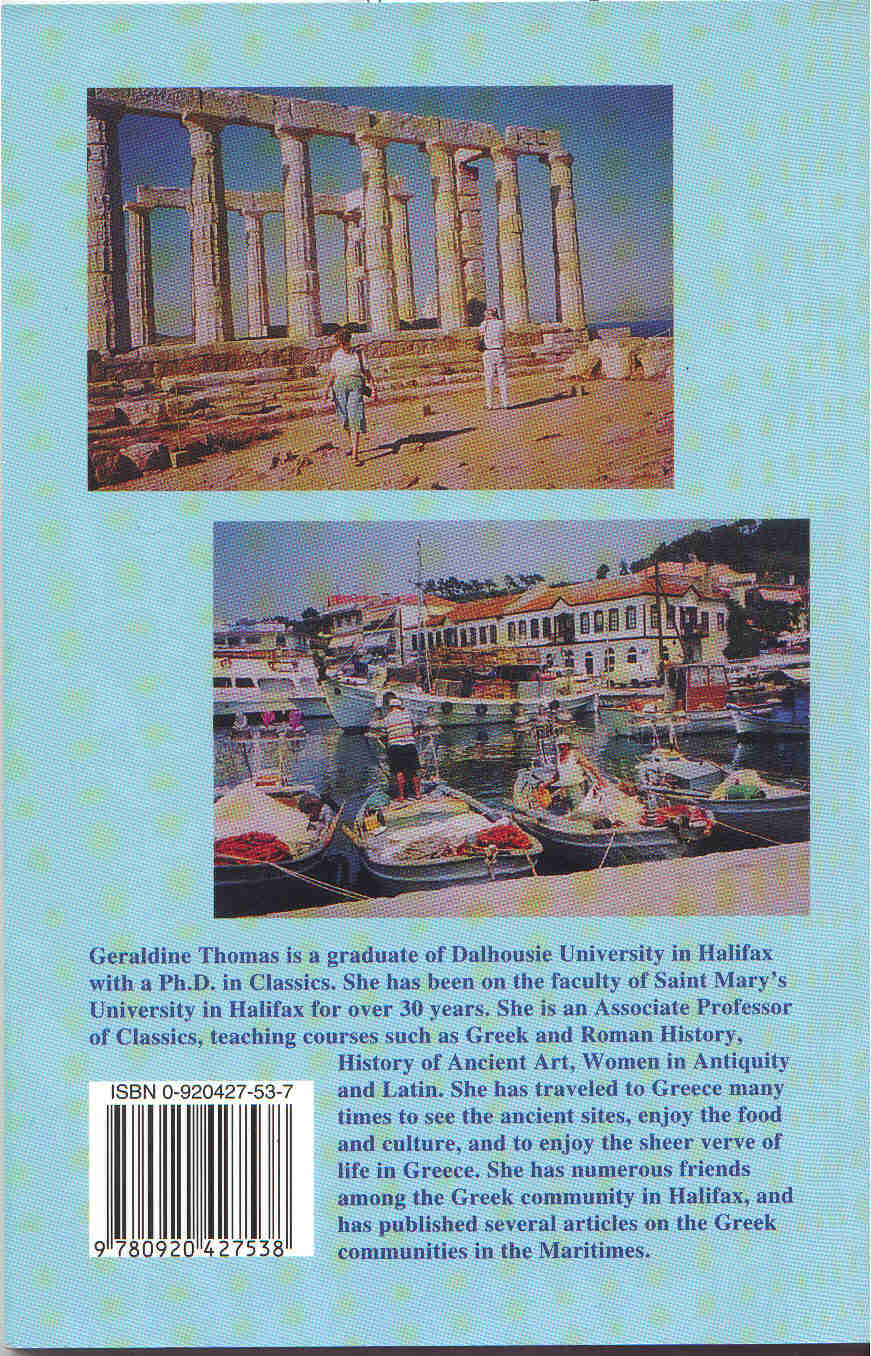 Geraldine Thomas is a graduate of Dalhousie University in Halifax
with a Ph.D. in Classics. She has been on the faculty of Saint Mary's
University in Halifax for over 30 years. She is an Associate Professor
of Classics, teaching courses such as Greek and Roman History,
History of Ancient Art, Women in Antiquity
and Latin. She has traveled to Greece many
times to see the ancient sites, enjoy the food
and culture, and to enjoy the sheer verve of
life in Greece. She has numerous friends
among the Greek community in Halifax, and
has published several articles on the Greek
communities in the Maritimes.
ISBN 0-920427-53-7
9 780920 427538